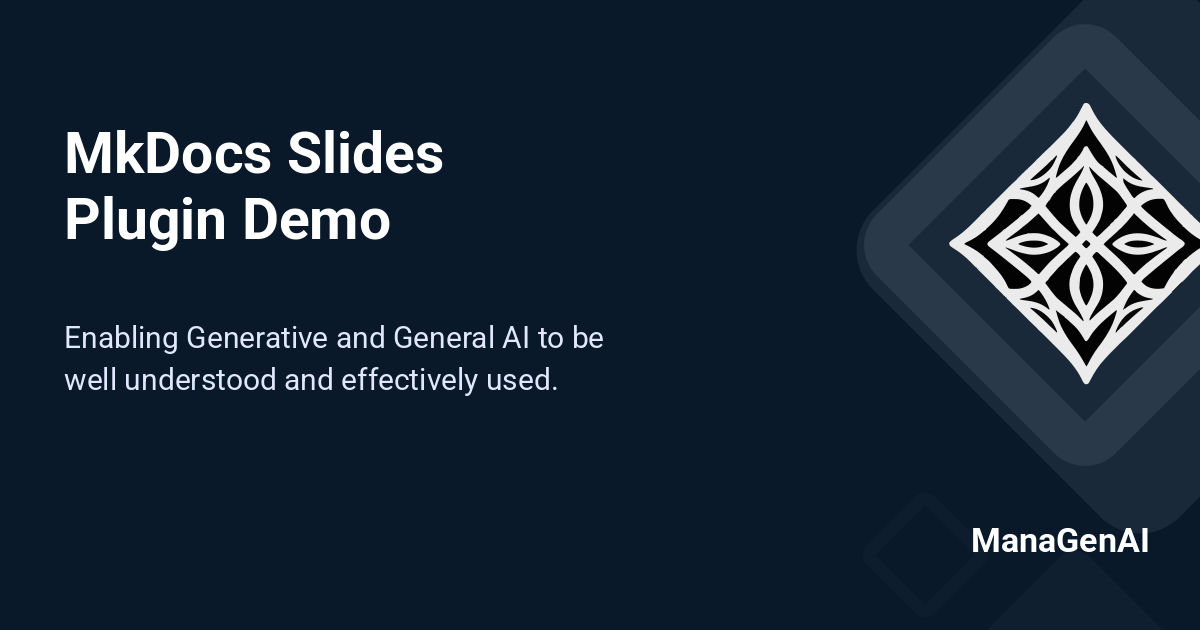 MkDocs Slides
Plugin Demo
Enabling Generative and General AI to be
well understood and effectively used.
ManaGenAI